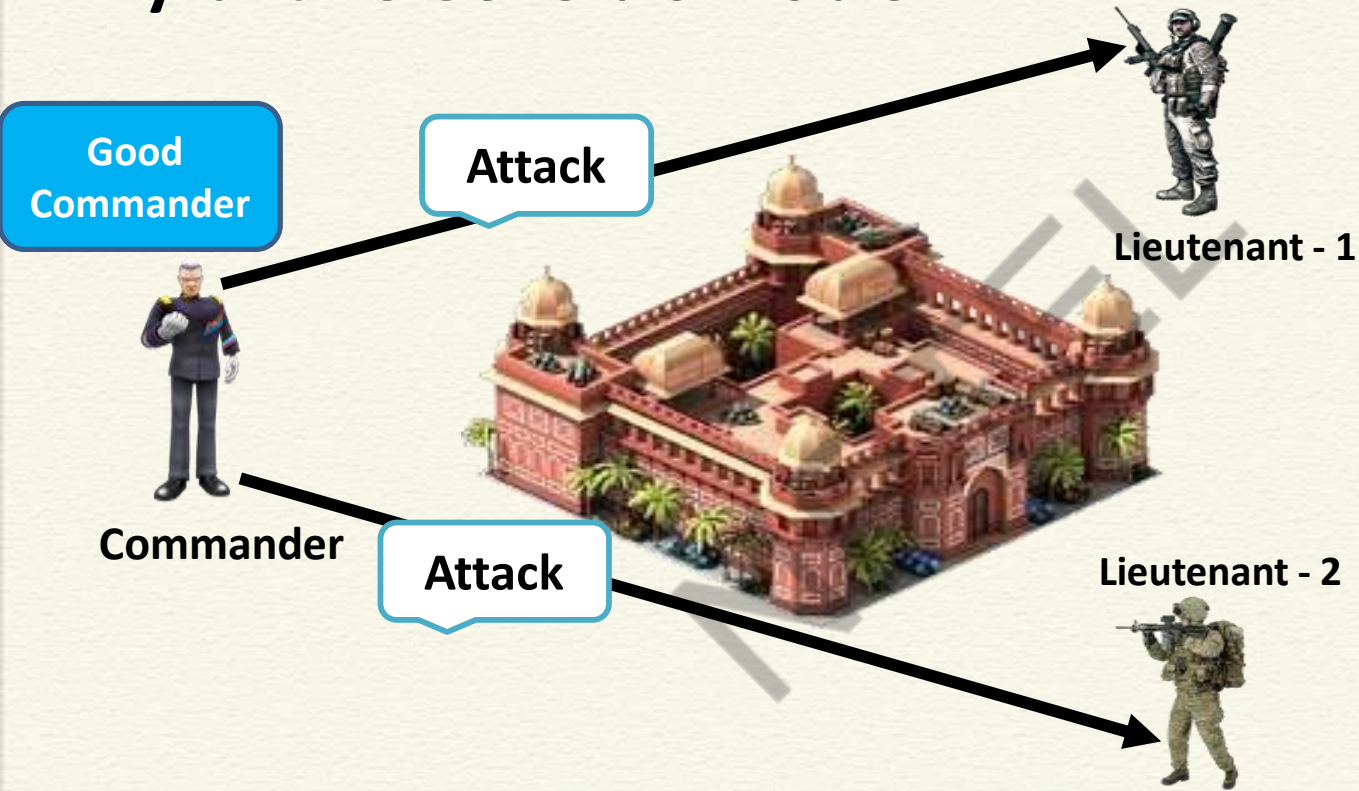 Good
Commander
Attack
Lieutenant - 1
Commander
Attack
Lieutenant - 2